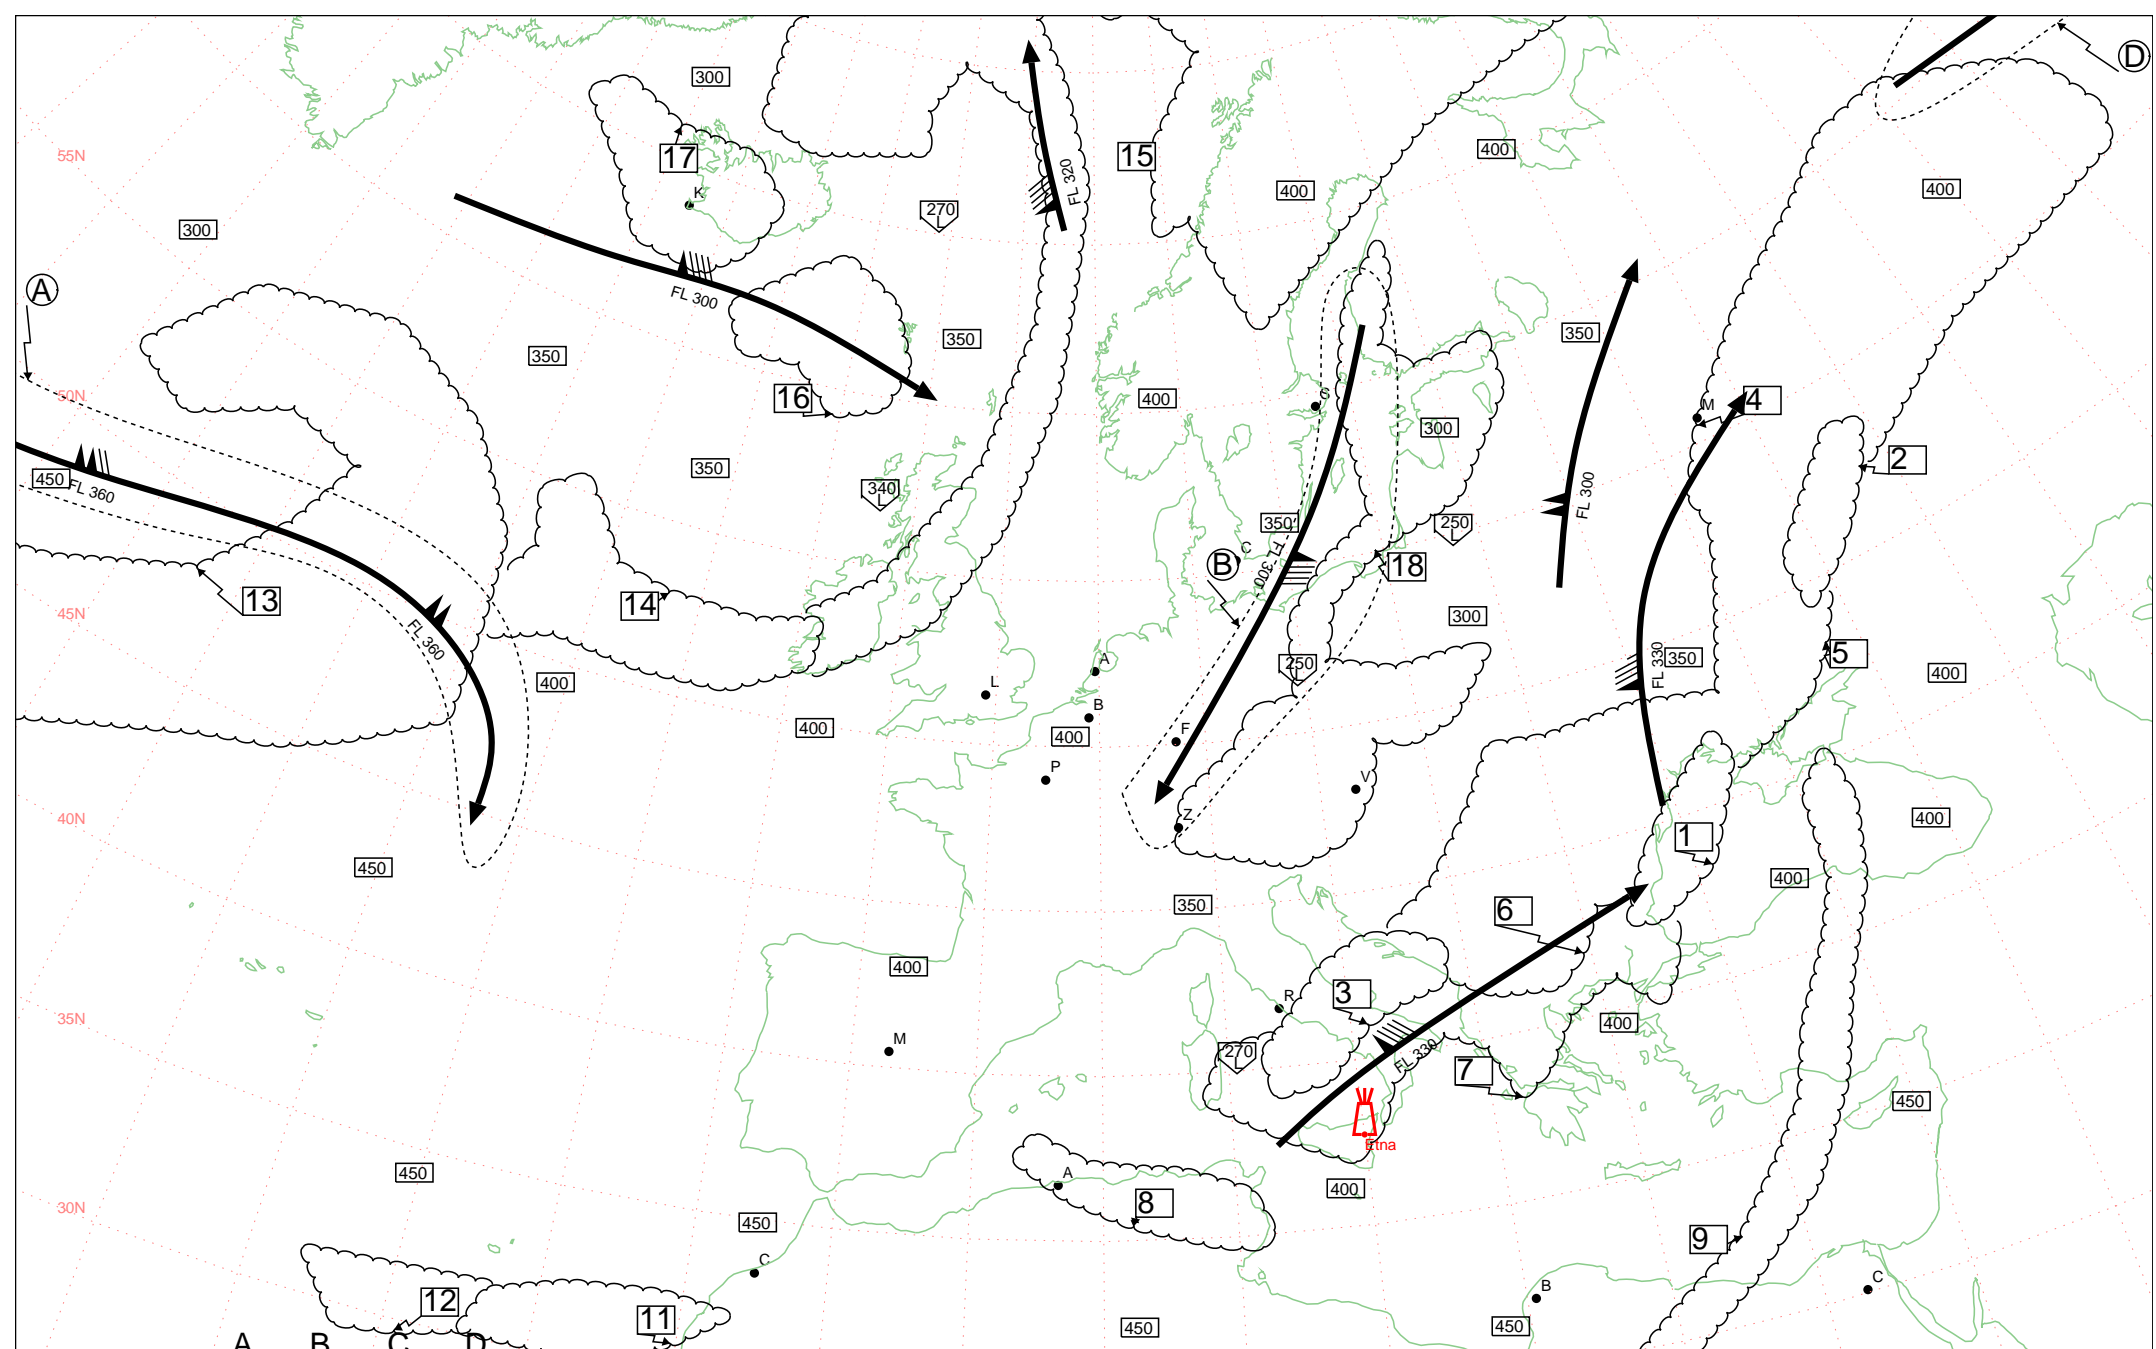 D
300
55N
17
15
400
400
400
K
FL 320
270
L
300
A
FL 300
350
350
350
50N
16
400
S
M
4
300
2
350
450
FL 360
340
L
FL 300
350
250
L
C
B
18
FL 300
13
14
45N
300
FL 360
5
A
250
L
FL 330
350
400
L
400
B
F
400
400
P
V
40N
Z
1
400
450
400
350
6
400
3
R
35N
400
M
270
L
FL 330
7
450
Etna
450
A
400
8
30N
450
9
C
C
B
12
11
450
450
A B C D